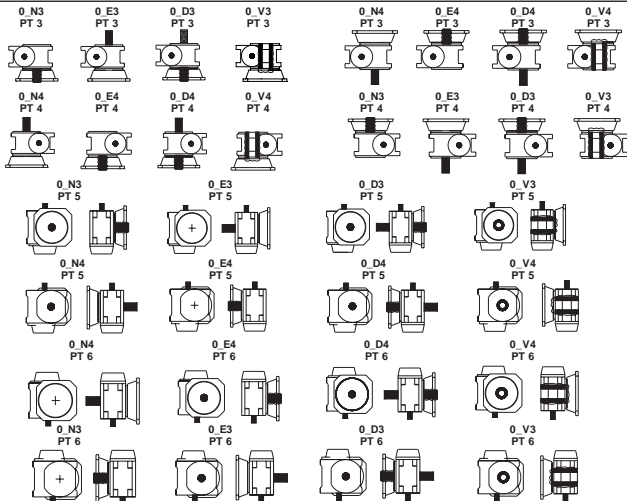 0_N3 0_E3 0_D3 0_V3 0_N4 0_E4 0_D4 0_V4
PT 3 PT 3 PT 3 PT 3 PT 3 PT 3 PT 3 PT 3
0_N4 0_E4 0_D4 0_V4 0_N3 0_E3 0_D3 0_V3
PT 4 PT 4 PT 4 PT 4 PT 4 PT 4 PT 4 PT 4
0_N3 0_E3 0_D3 0_V3
PT 5 PT 5 PT 5 PT 5
0_N4 0_E4 0_D4 0_V4
PT 5 PT 5 PT 5 PT 5
0_N4 0_E4 0_D4 0_V4
PT 6 PT 6 PT 6 PT 6
0_N3 0_E3 0_D3 0_V3
PT 6 PT 6 PT 6 PT 6